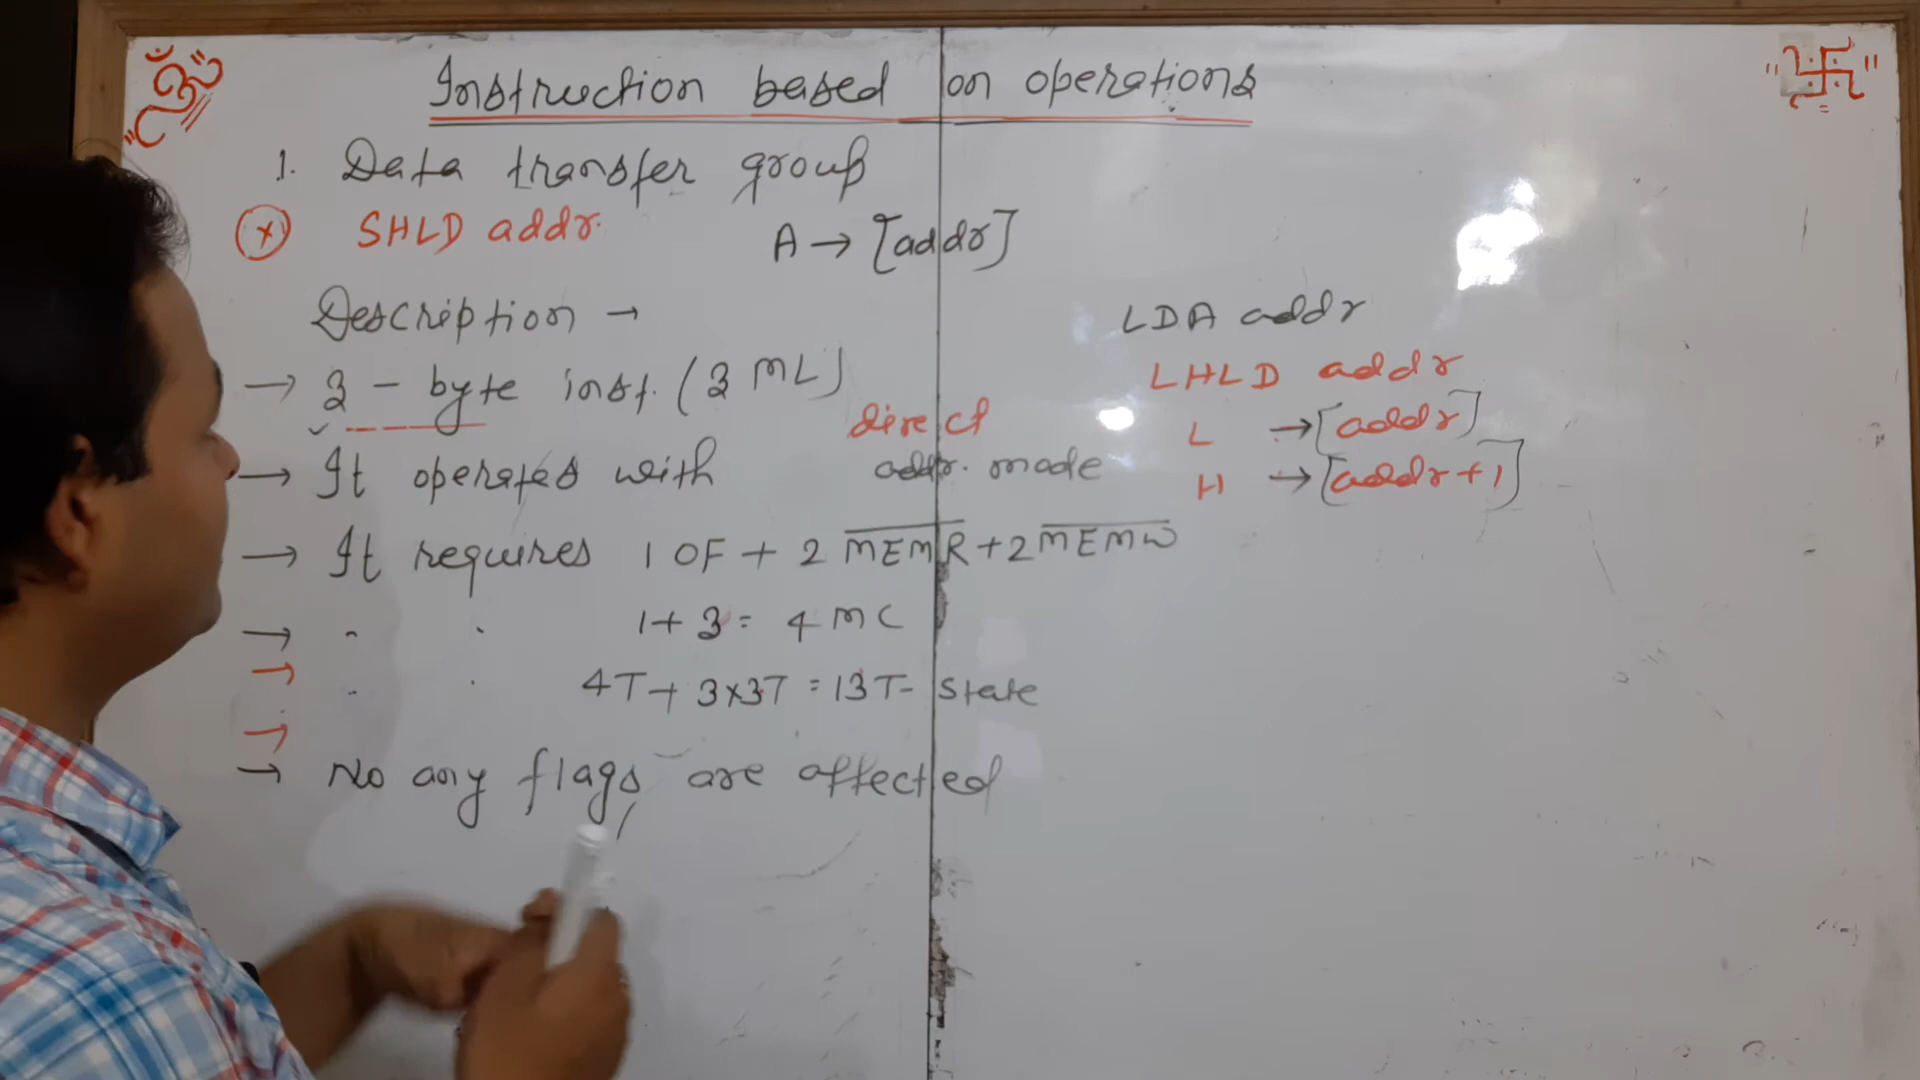 ॐ
Instruction based on operations
1. Data transfer group
(x) SHLD addr.
A → [addr]
Description →
→ 3 - byte inst. (3 ML)
→ It operates with direct addr. mode
→ It requires 1 OF + 2 MEMR + 2 MEMW
→ " " 1 + 3 = 4 MC
→ " " 4T + 3x3T = 13T- state
→
→ No any flags are affected
LDA addr
LHLD addr
L → [addr]
H → [addr+1]